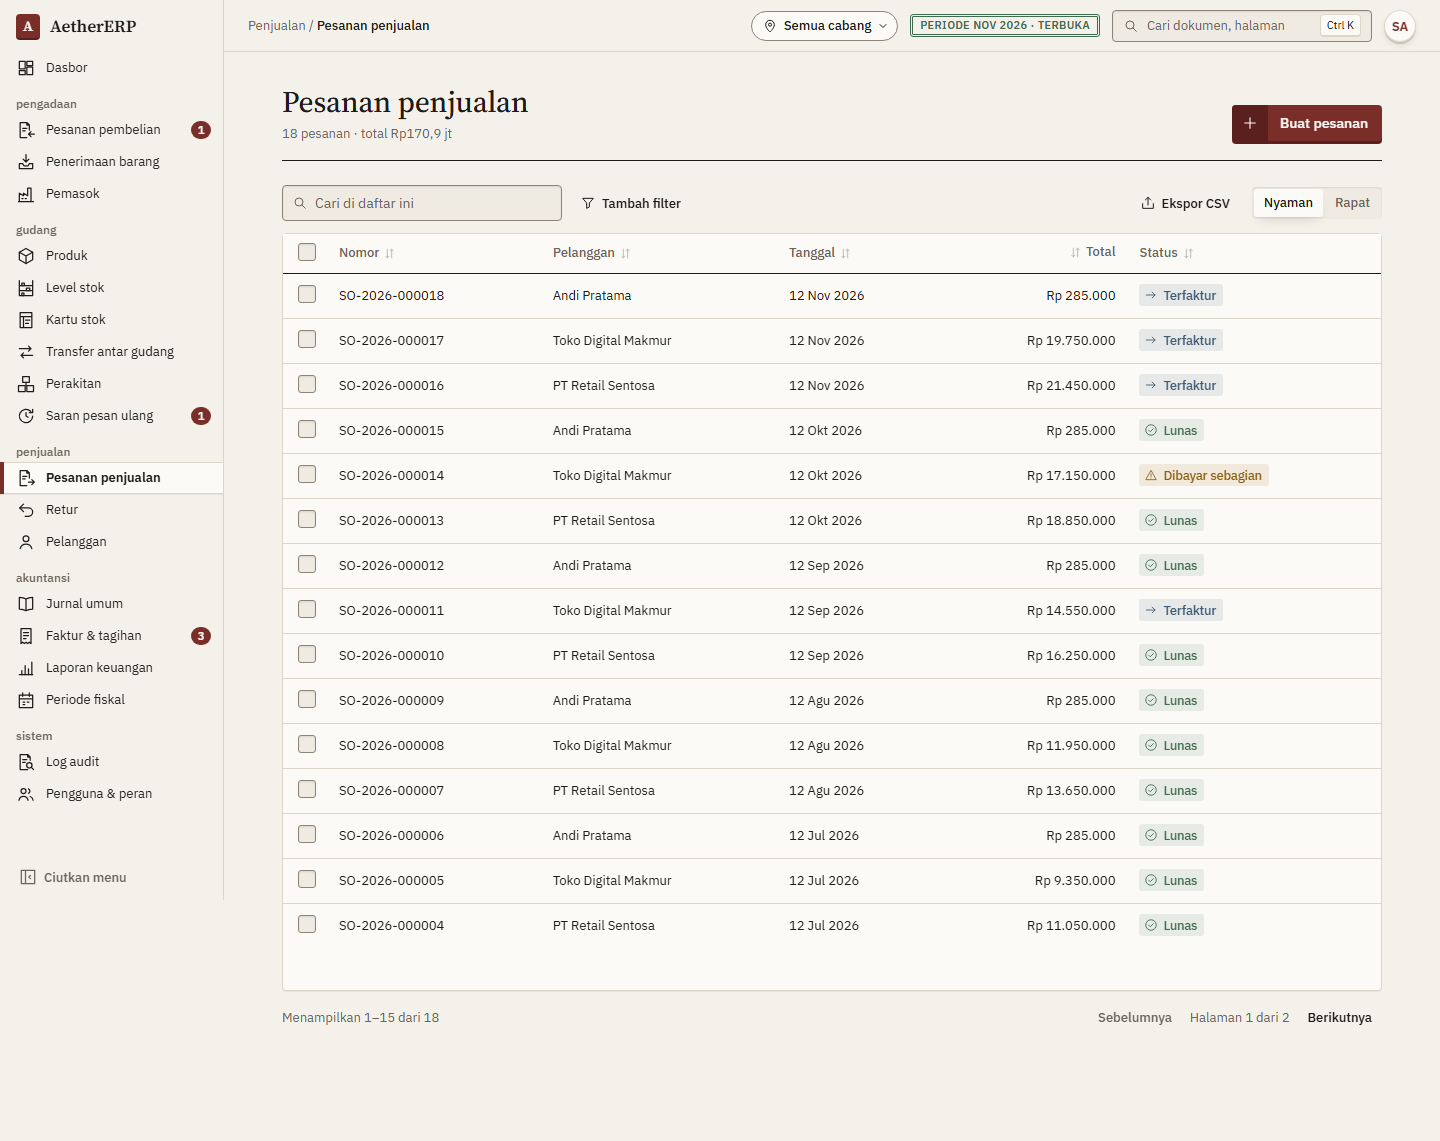 A AetherERP
Penjualan / Pesanan penjualan
Semua cabang
PERIODE NOV 2026 · TERBUKA
Cari dokumen, halaman Ctrl K
SA
Dasbor
pengadaan
Pesanan pembelian 1
Penerimaan barang
Pemasok
gudang
Produk
Level stok
Kartu stok
Transfer antar gudang
Perakitan
Saran pesan ulang 1
penjualan
Pesanan penjualan
Retur
Pelanggan
akuntansi
Jurnal umum
Faktur & tagihan 3
Laporan keuangan
Periode fiskal
sistem
Log audit
Pengguna & peran
Ciutkan menu
Pesanan penjualan
18 pesanan · total Rp170,9 jt
Buat pesanan
Cari di daftar ini
Tambah filter
Ekspor CSV
Nyaman Rapat
Nomor Pelanggan Tanggal Total Status
SO-2026-000018 Andi Pratama 12 Nov 2026 Rp 285.000 Terfaktur
SO-2026-000017 Toko Digital Makmur 12 Nov 2026 Rp 19.750.000 Terfaktur
SO-2026-000016 PT Retail Sentosa 12 Nov 2026 Rp 21.450.000 Terfaktur
SO-2026-000015 Andi Pratama 12 Okt 2026 Rp 285.000 Lunas
SO-2026-000014 Toko Digital Makmur 12 Okt 2026 Rp 17.150.000 Dibayar sebagian
SO-2026-000013 PT Retail Sentosa 12 Okt 2026 Rp 18.850.000 Lunas
SO-2026-000012 Andi Pratama 12 Sep 2026 Rp 285.000 Lunas
SO-2026-000011 Toko Digital Makmur 12 Sep 2026 Rp 14.550.000 Terfaktur
SO-2026-000010 PT Retail Sentosa 12 Sep 2026 Rp 16.250.000 Lunas
SO-2026-000009 Andi Pratama 12 Agu 2026 Rp 285.000 Lunas
SO-2026-000008 Toko Digital Makmur 12 Agu 2026 Rp 11.950.000 Lunas
SO-2026-000007 PT Retail Sentosa 12 Agu 2026 Rp 13.650.000 Lunas
SO-2026-000006 Andi Pratama 12 Jul 2026 Rp 285.000 Lunas
SO-2026-000005 Toko Digital Makmur 12 Jul 2026 Rp 9.350.000 Lunas
SO-2026-000004 PT Retail Sentosa 12 Jul 2026 Rp 11.050.000 Lunas
Menampilkan 1–15 dari 18
Sebelumnya Halaman 1 dari 2 Berikutnya